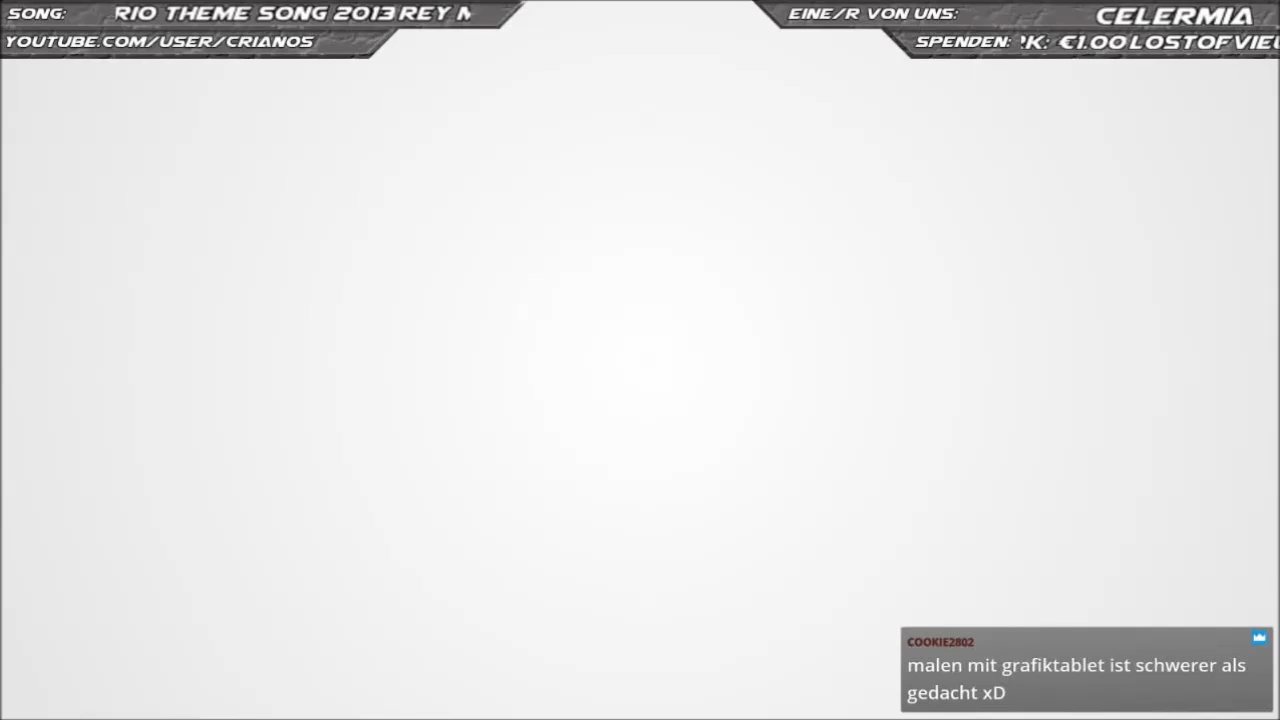 SONG: RIO THEME SONG 2013 REY
YOUTUBE.COM/USER/CRIANOS
EINE/R VON UNS: CELERMIA
SPENDEN: 'K: €1.00 LOSTOFVIEU
COOKIE2802
malen mit grafiktablet ist schwerer als
gedacht xD